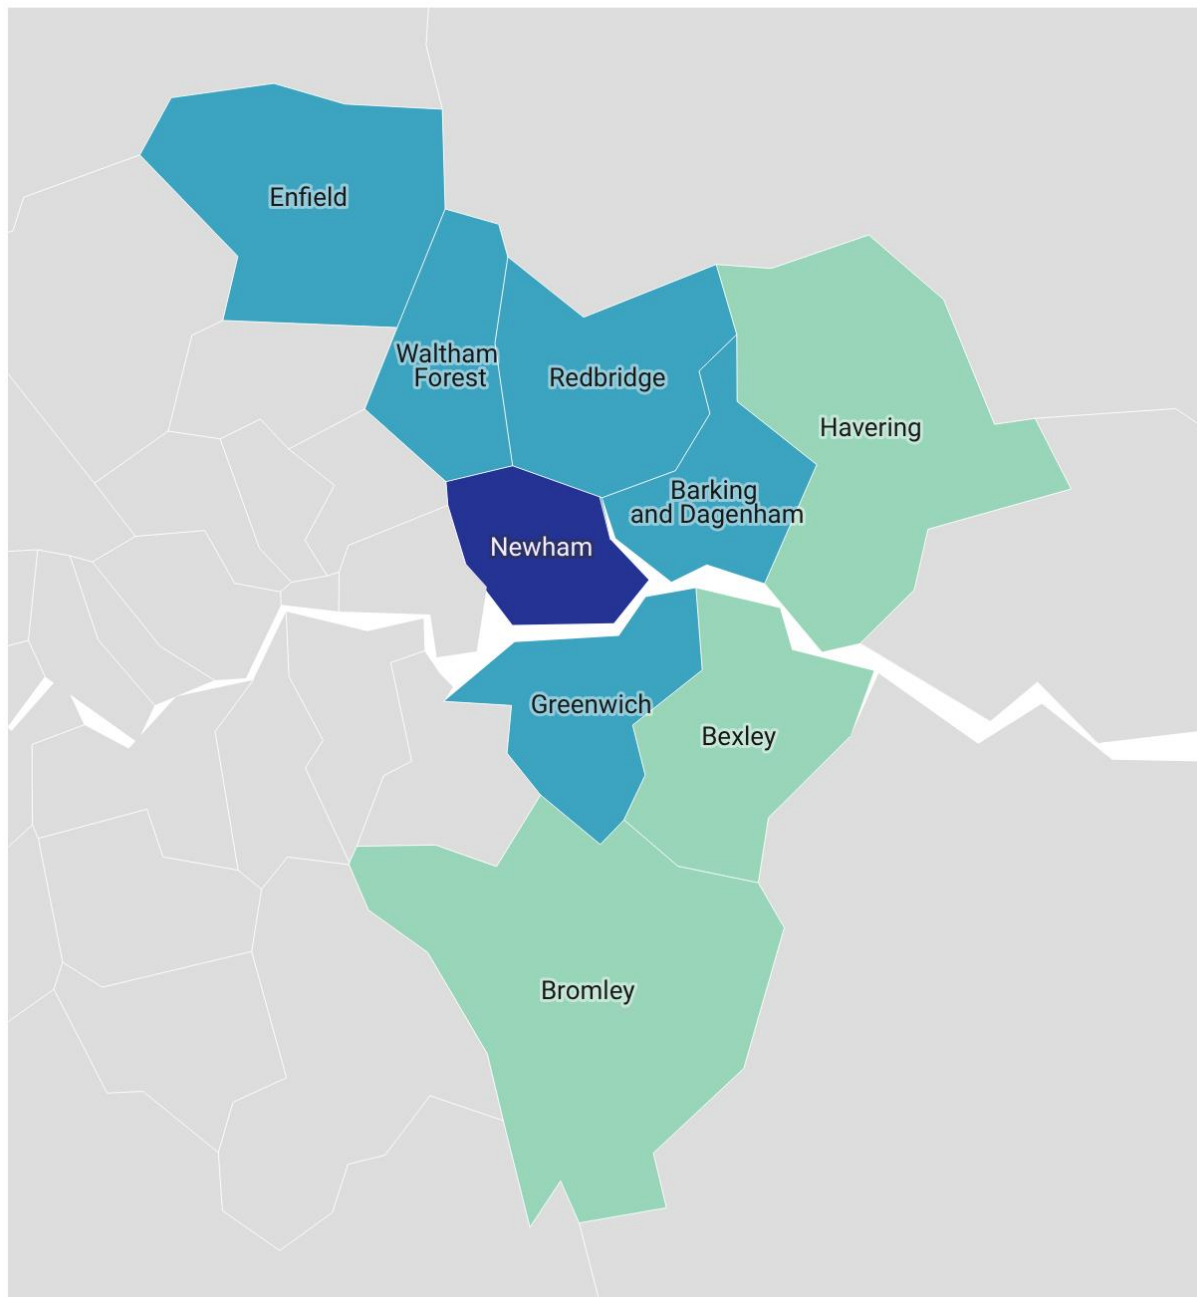 Enfield
Waltham
Forest
Redbridge
Havering
Barking
and Dagenham
Newham
Greenwich
Bexley
Bromley